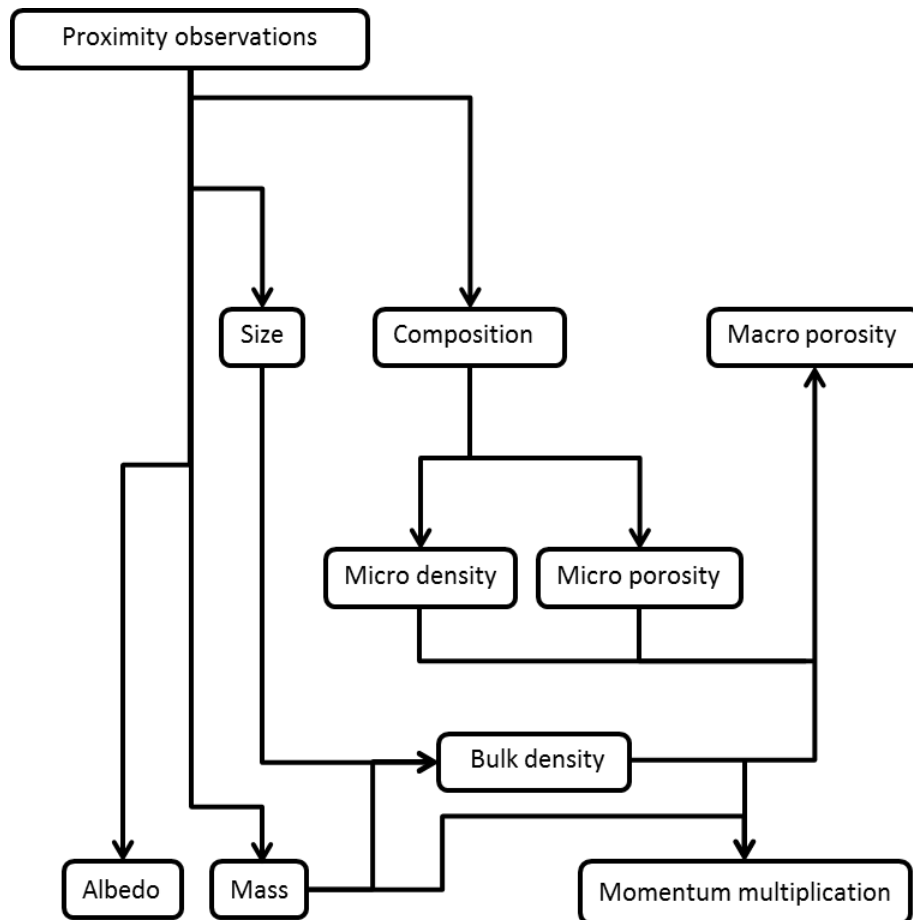 Proximity observations
Size
Composition
Macro porosity
Micro density
Micro porosity
Bulk density
Albedo
Mass
Momentum multiplication